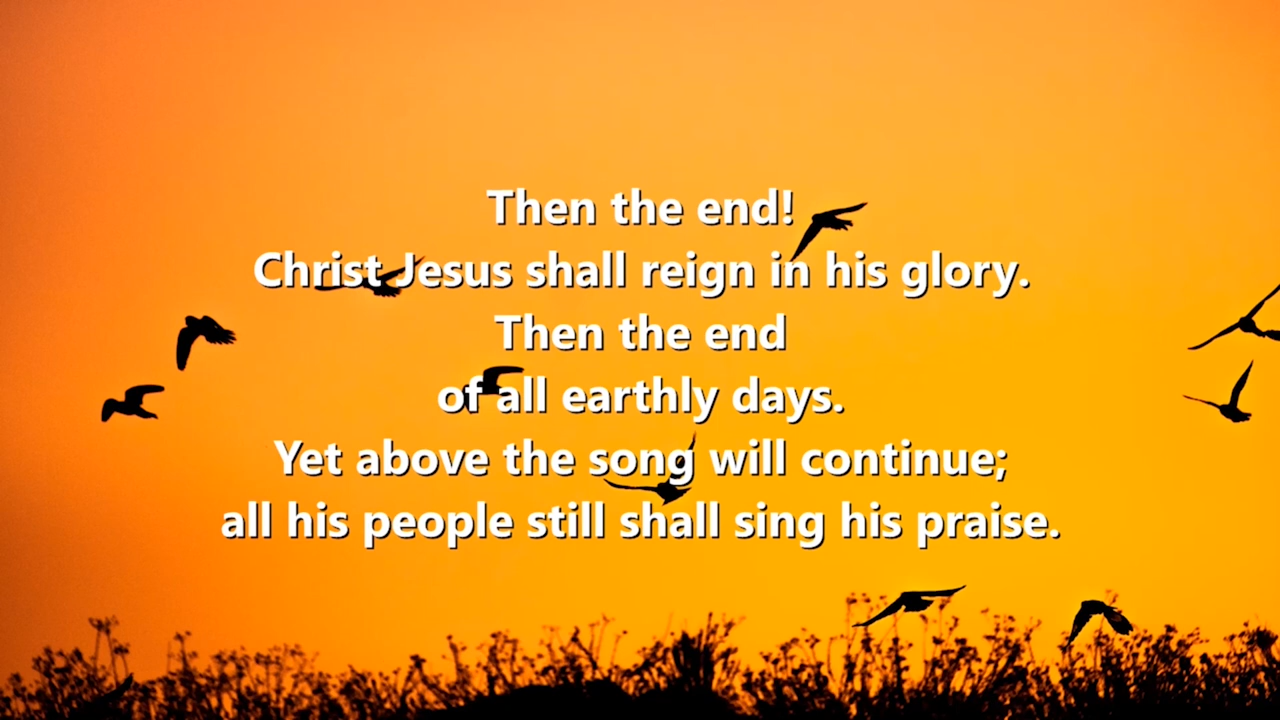 Then the end!
Christ Jesus shall reign in his glory.
Then the end
of all earthly days.
Yet above the song will continue;
all his people still shall sing his praise.